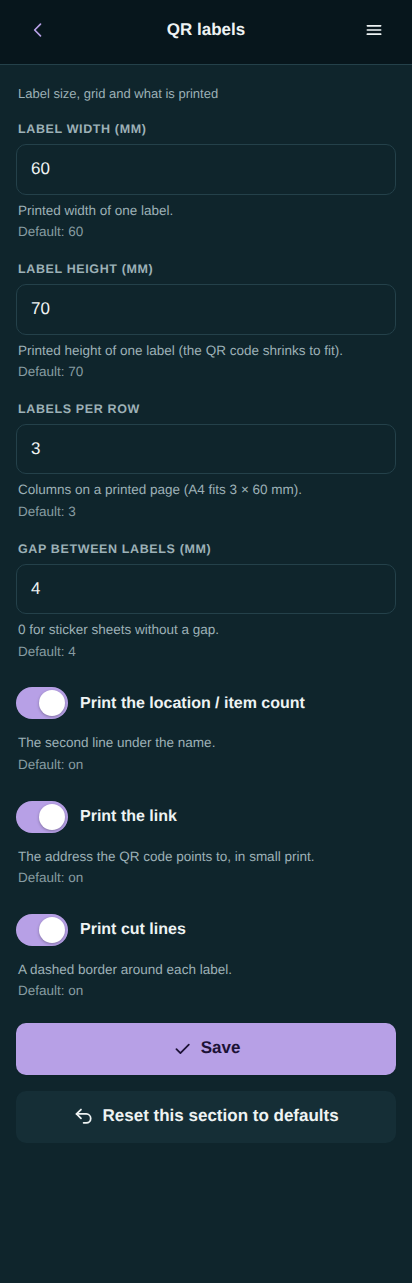 QR labels
Label size, grid and what is printed
LABEL WIDTH (MM)
60
Printed width of one label.
Default: 60
LABEL HEIGHT (MM)
70
Printed height of one label (the QR code shrinks to fit).
Default: 70
LABELS PER ROW
3
Columns on a printed page (A4 fits 3 × 60 mm).
Default: 3
GAP BETWEEN LABELS (MM)
4
0 for sticker sheets without a gap.
Default: 4
Print the location / item count
The second line under the name.
Default: on
Print the link
The address the QR code points to, in small print.
Default: on
Print cut lines
A dashed border around each label.
Default: on
Save
Reset this section to defaults